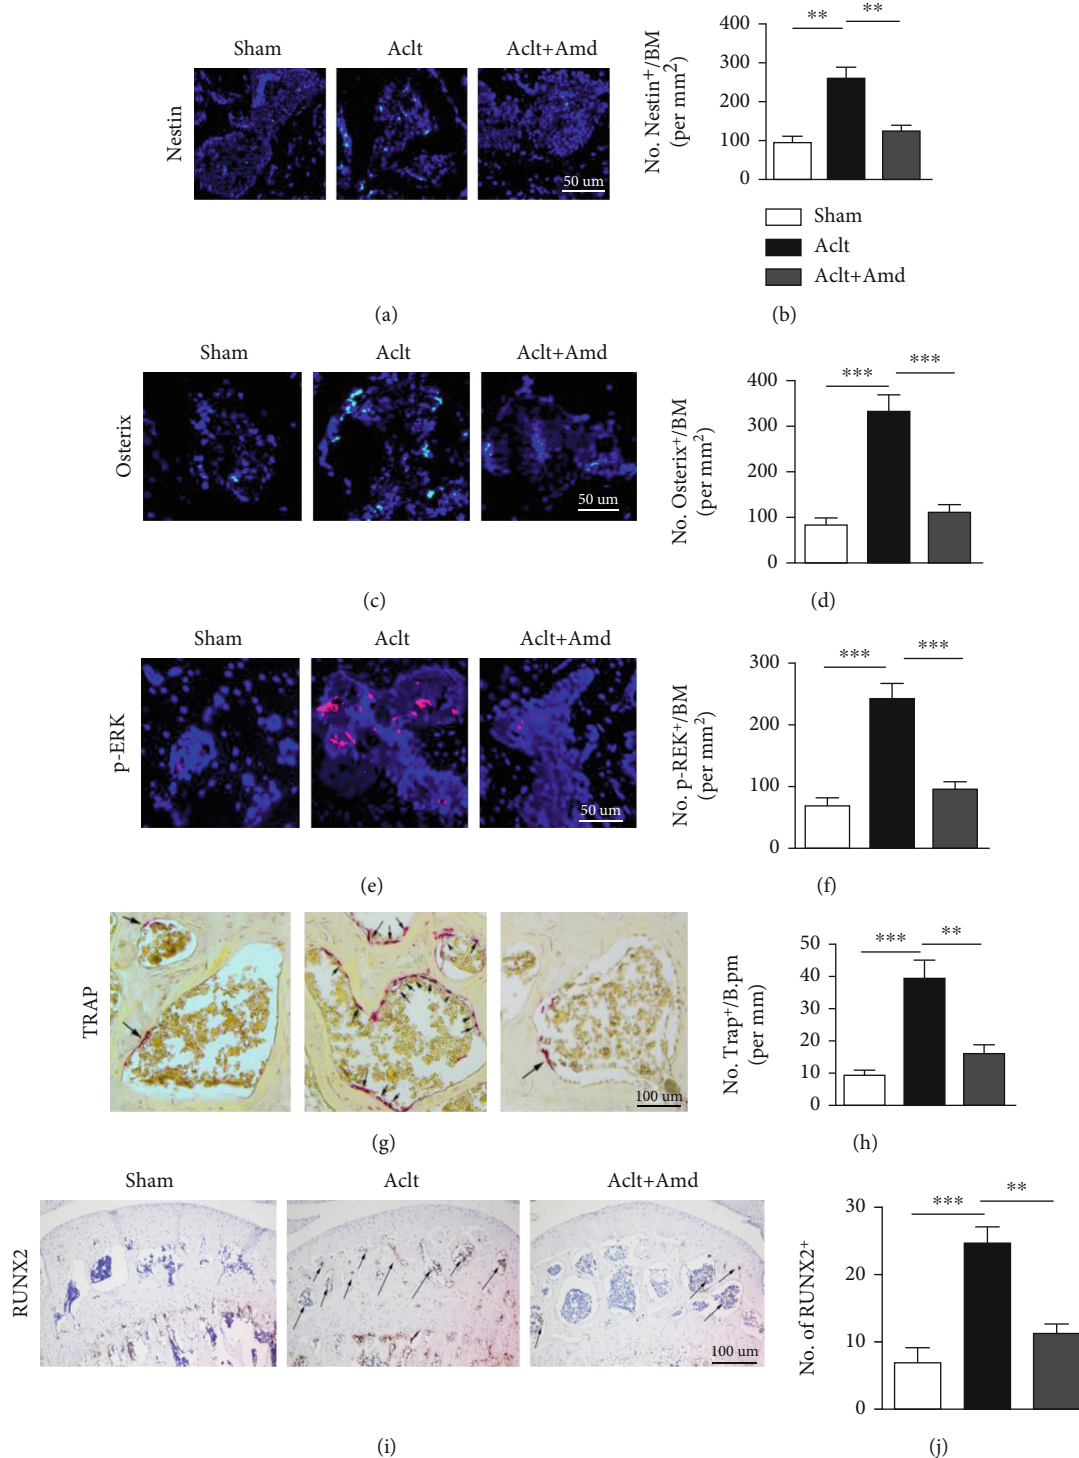 Sham Aclt Aclt+Amd
Nestin
50 um
(a)
No. Nestin⁺/BM
(per mm²)
400
300
200
100
0
** **
Sham
Aclt
Aclt+Amd
(b)
Sham Aclt Aclt+Amd
Osterix
50 um
(c)
No. Osterix⁺/BM
(per mm²)
400
300
200
100
0
*** ***
(d)
Sham Aclt Aclt+Amd
p-ERK
50 um
(e)
No. p-REK⁺/BM
(per mm²)
300
200
100
0
*** ***
(f)
TRAP
100 um
(g)
No. Trap⁺/B.pm
(per mm)
50
40
30
20
10
0
*** **
(h)
Sham Aclt Aclt+Amd
RUNX2
100 um
(i)
No. of RUNX2⁺
30
20
10
0
*** **
(j)